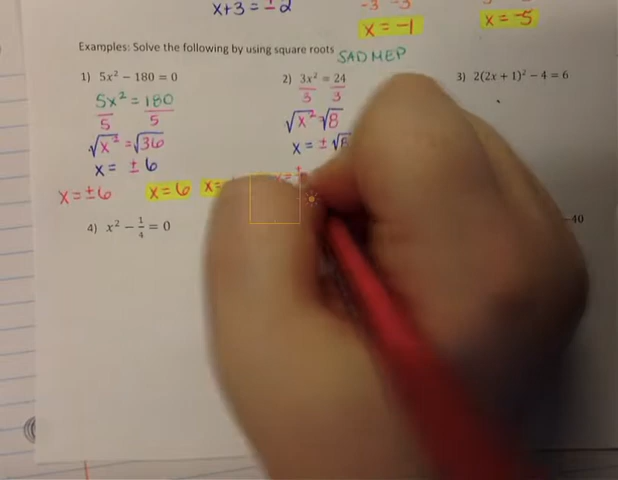 x+3 = ±2
-3 -3
x = -1
x = -5
Examples: Solve the following by using square roots SADMEP
1) 5x² − 180 = 0
5x² = 180
5 5
√x² = √36
x = ± 6
x = ±6 x = 6 x =
2) 3x² = 24
3 3
√x² √8
x = ± √8
3) 2(2x + 1)² − 4 = 6
4) x² − 1/4 = 0
-40